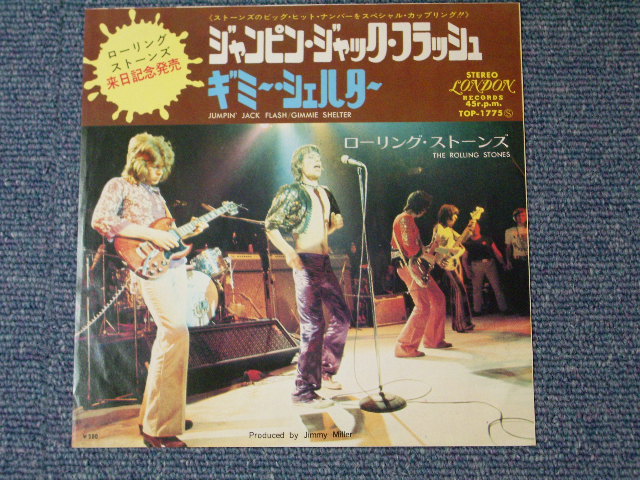 《ストーンズのビッグ・ヒット・ナンバーをスペシャル・カップリング!!》
ローリング
ストーンズ
来日記念発売
ジャンピン・ジャック・フラッシュ
ギミー・シェルター
JUMPIN' JACK FLASH/GIMMIE SHELTER
STEREO
LONDON
RECORDS
45r.p.m.
TOP-1775Ⓢ
ローリング・ストーンズ
THE ROLLING STONES
Produced by Jimmy Miller